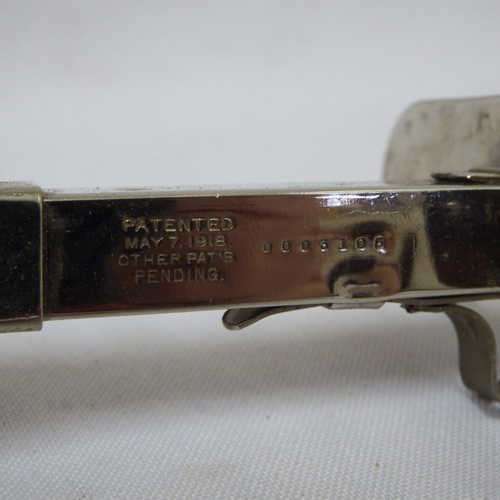 PATENTED
MAY 7, 1918
OTHER PAT'S
PENDING.